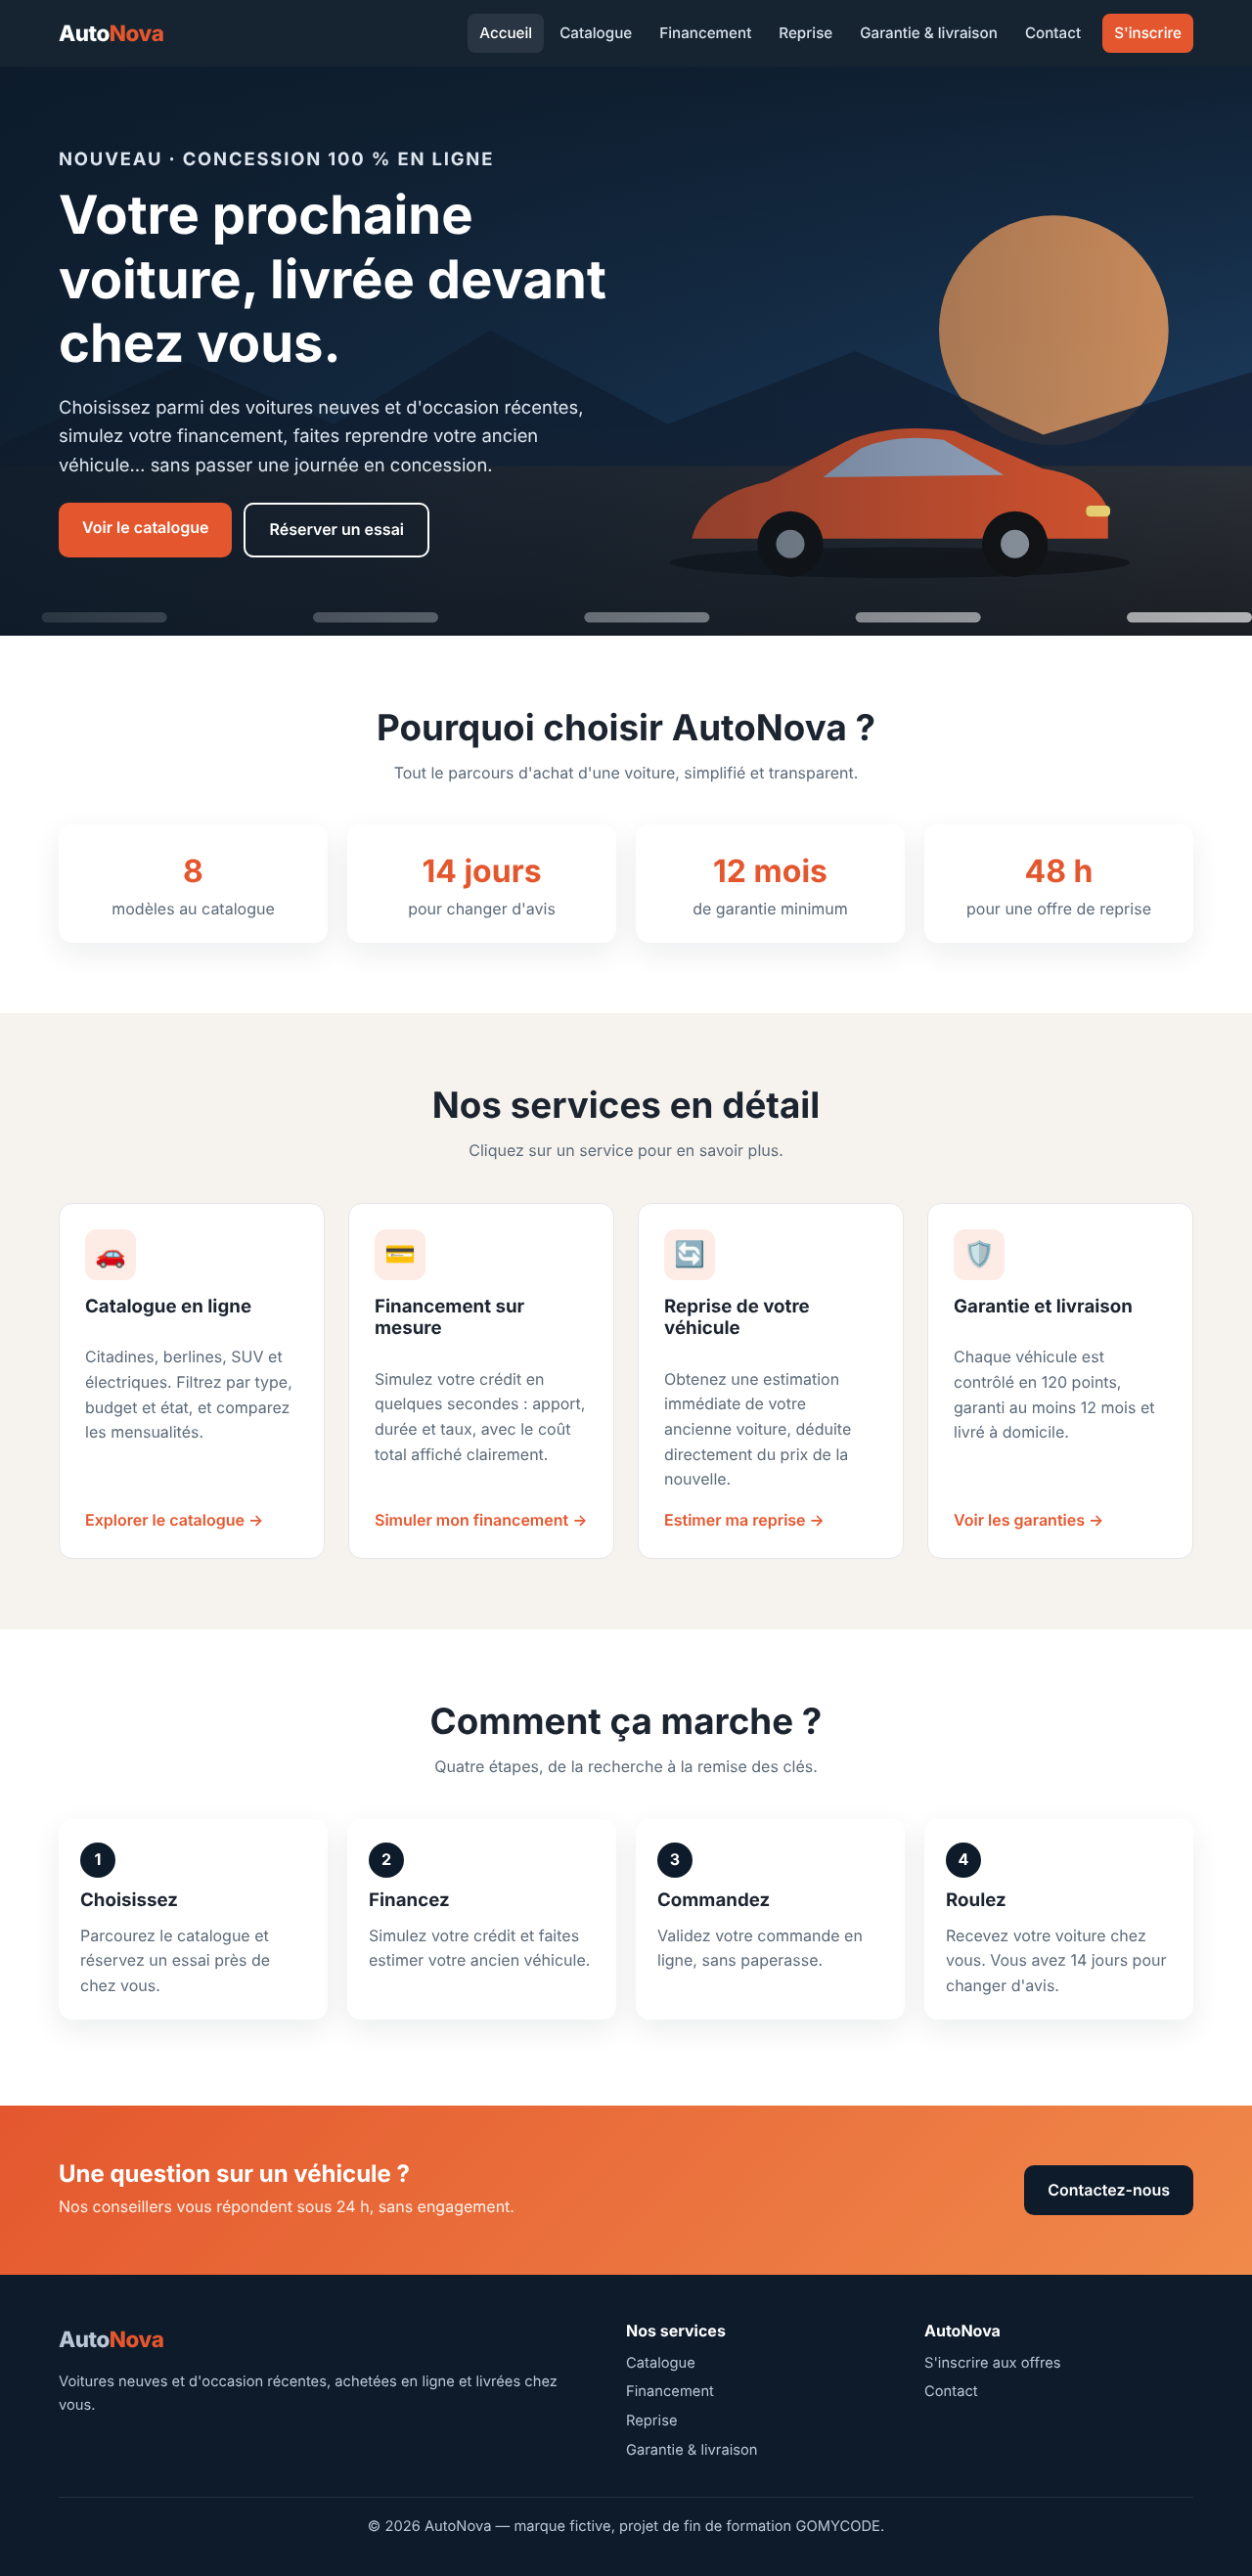 AutoNova
Accueil Catalogue Financement Reprise Garantie & livraison Contact S'inscrire
NOUVEAU · CONCESSION 100 % EN LIGNE
Votre prochaine
voiture, livrée devant
chez vous.
Choisissez parmi des voitures neuves et d'occasion récentes,
simulez votre financement, faites reprendre votre ancien
véhicule... sans passer une journée en concession.
Voir le catalogue
Réserver un essai
Pourquoi choisir AutoNova ?
Tout le parcours d'achat d'une voiture, simplifié et transparent.
8
modèles au catalogue
14 jours
pour changer d'avis
12 mois
de garantie minimum
48 h
pour une offre de reprise
Nos services en détail
Cliquez sur un service pour en savoir plus.
Catalogue en ligne
Citadines, berlines, SUV et
électriques. Filtrez par type,
budget et état, et comparez
les mensualités.
Explorer le catalogue →
Financement sur
mesure
Simulez votre crédit en
quelques secondes : apport,
durée et taux, avec le coût
total affiché clairement.
Simuler mon financement →
Reprise de votre
véhicule
Obtenez une estimation
immédiate de votre
ancienne voiture, déduite
directement du prix de la
nouvelle.
Estimer ma reprise →
Garantie et livraison
Chaque véhicule est
contrôlé en 120 points,
garanti au moins 12 mois et
livré à domicile.
Voir les garanties →
Comment ça marche ?
Quatre étapes, de la recherche à la remise des clés.
1
Choisissez
Parcourez le catalogue et
réservez un essai près de
chez vous.
2
Financez
Simulez votre crédit et faites
estimer votre ancien véhicule.
3
Commandez
Validez votre commande en
ligne, sans paperasse.
4
Roulez
Recevez votre voiture chez
vous. Vous avez 14 jours pour
changer d'avis.
Une question sur un véhicule ?
Nos conseillers vous répondent sous 24 h, sans engagement.
Contactez-nous
AutoNova
Voitures neuves et d'occasion récentes, achetées en ligne et livrées chez
vous.
Nos services
Catalogue
Financement
Reprise
Garantie & livraison
AutoNova
S'inscrire aux offres
Contact
© 2026 AutoNova — marque fictive, projet de fin de formation GOMYCODE.